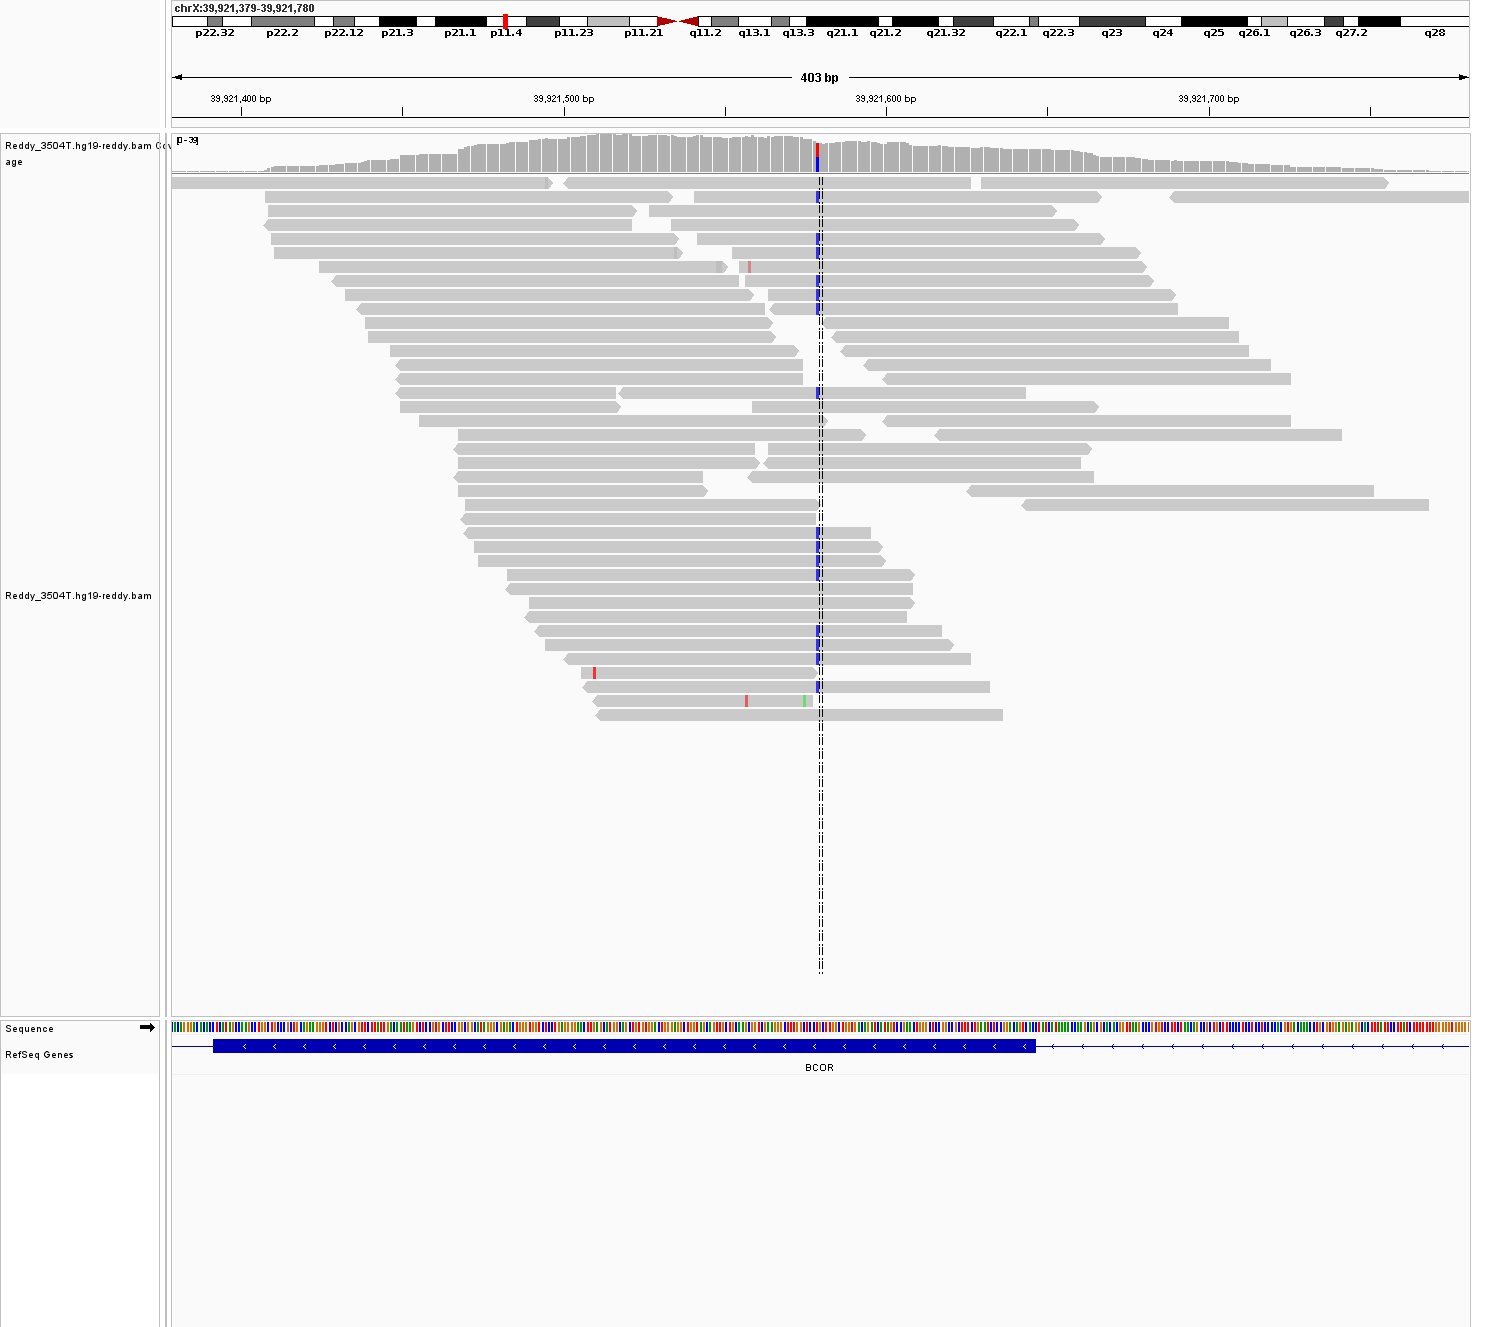 chrX:39,921,379-39,921,780
p22.32 p22.2 p22.12 p21.3 p21.1 p11.4 p11.23 p11.21 q11.2 q13.1 q13.3 q21.1 q21.2 q21.32 q22.1 q22.3 q23 q24 q25 q26.1 q26.3 q27.2 q28
403 bp
39,921,400 bp 39,921,500 bp 39,921,600 bp 39,921,700 bp
[0-39]
Reddy_3504T.hg19-reddy.bam Cov
age
Reddy_3504T.hg19-reddy.bam
Sequence
RefSeq Genes
BCOR